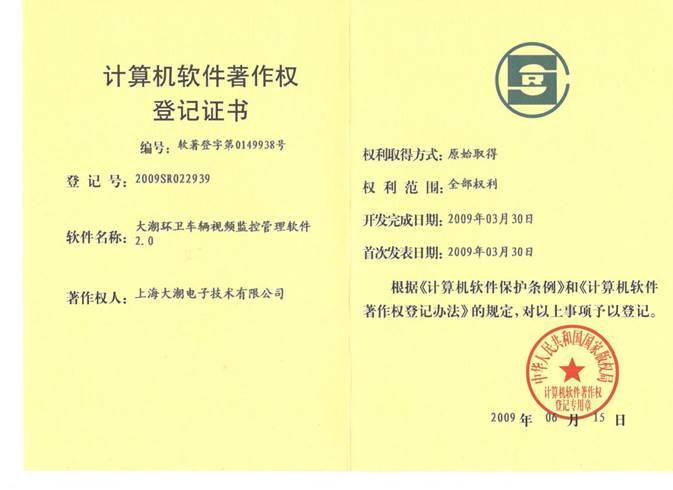 计算机软件著作权
登记证书
编号：软著登字第0149938号
登 记 号：2009SR022939
软件名称：大潮环卫车辆视频监控管理软件
2.0
著作权人：上海大潮电子技术有限公司
权利取得方式：原始取得
权 利 范 围：全部权利
开发完成日期：2009年03月30日
首次发表日期：2009年03月30日
根据《计算机软件保护条例》和《计算机软件
著作权登记办法》的规定，对以上事项予以登记。
中华人民共和国国家版权局
计算机软件著作权
登记专用章
2009 年 06 月 15 日